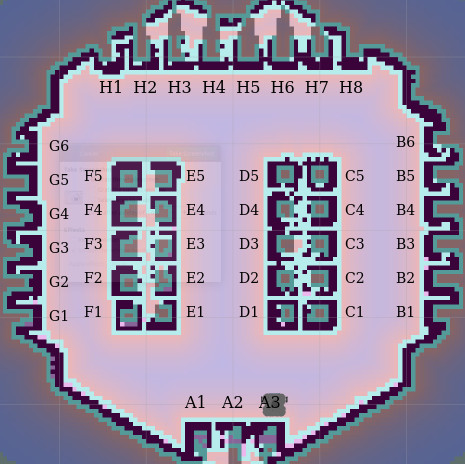 H1 H2 H3 H4 H5 H6 H7 H8
G6 B6
G5 F5 E5 D5 C5 B5
G4 F4 E4 D4 C4 B4
G3 F3 E3 D3 C3 B3
G2 F2 E2 D2 C2 B2
G1 F1 E1 D1 C1 B1
A1 A2 A3